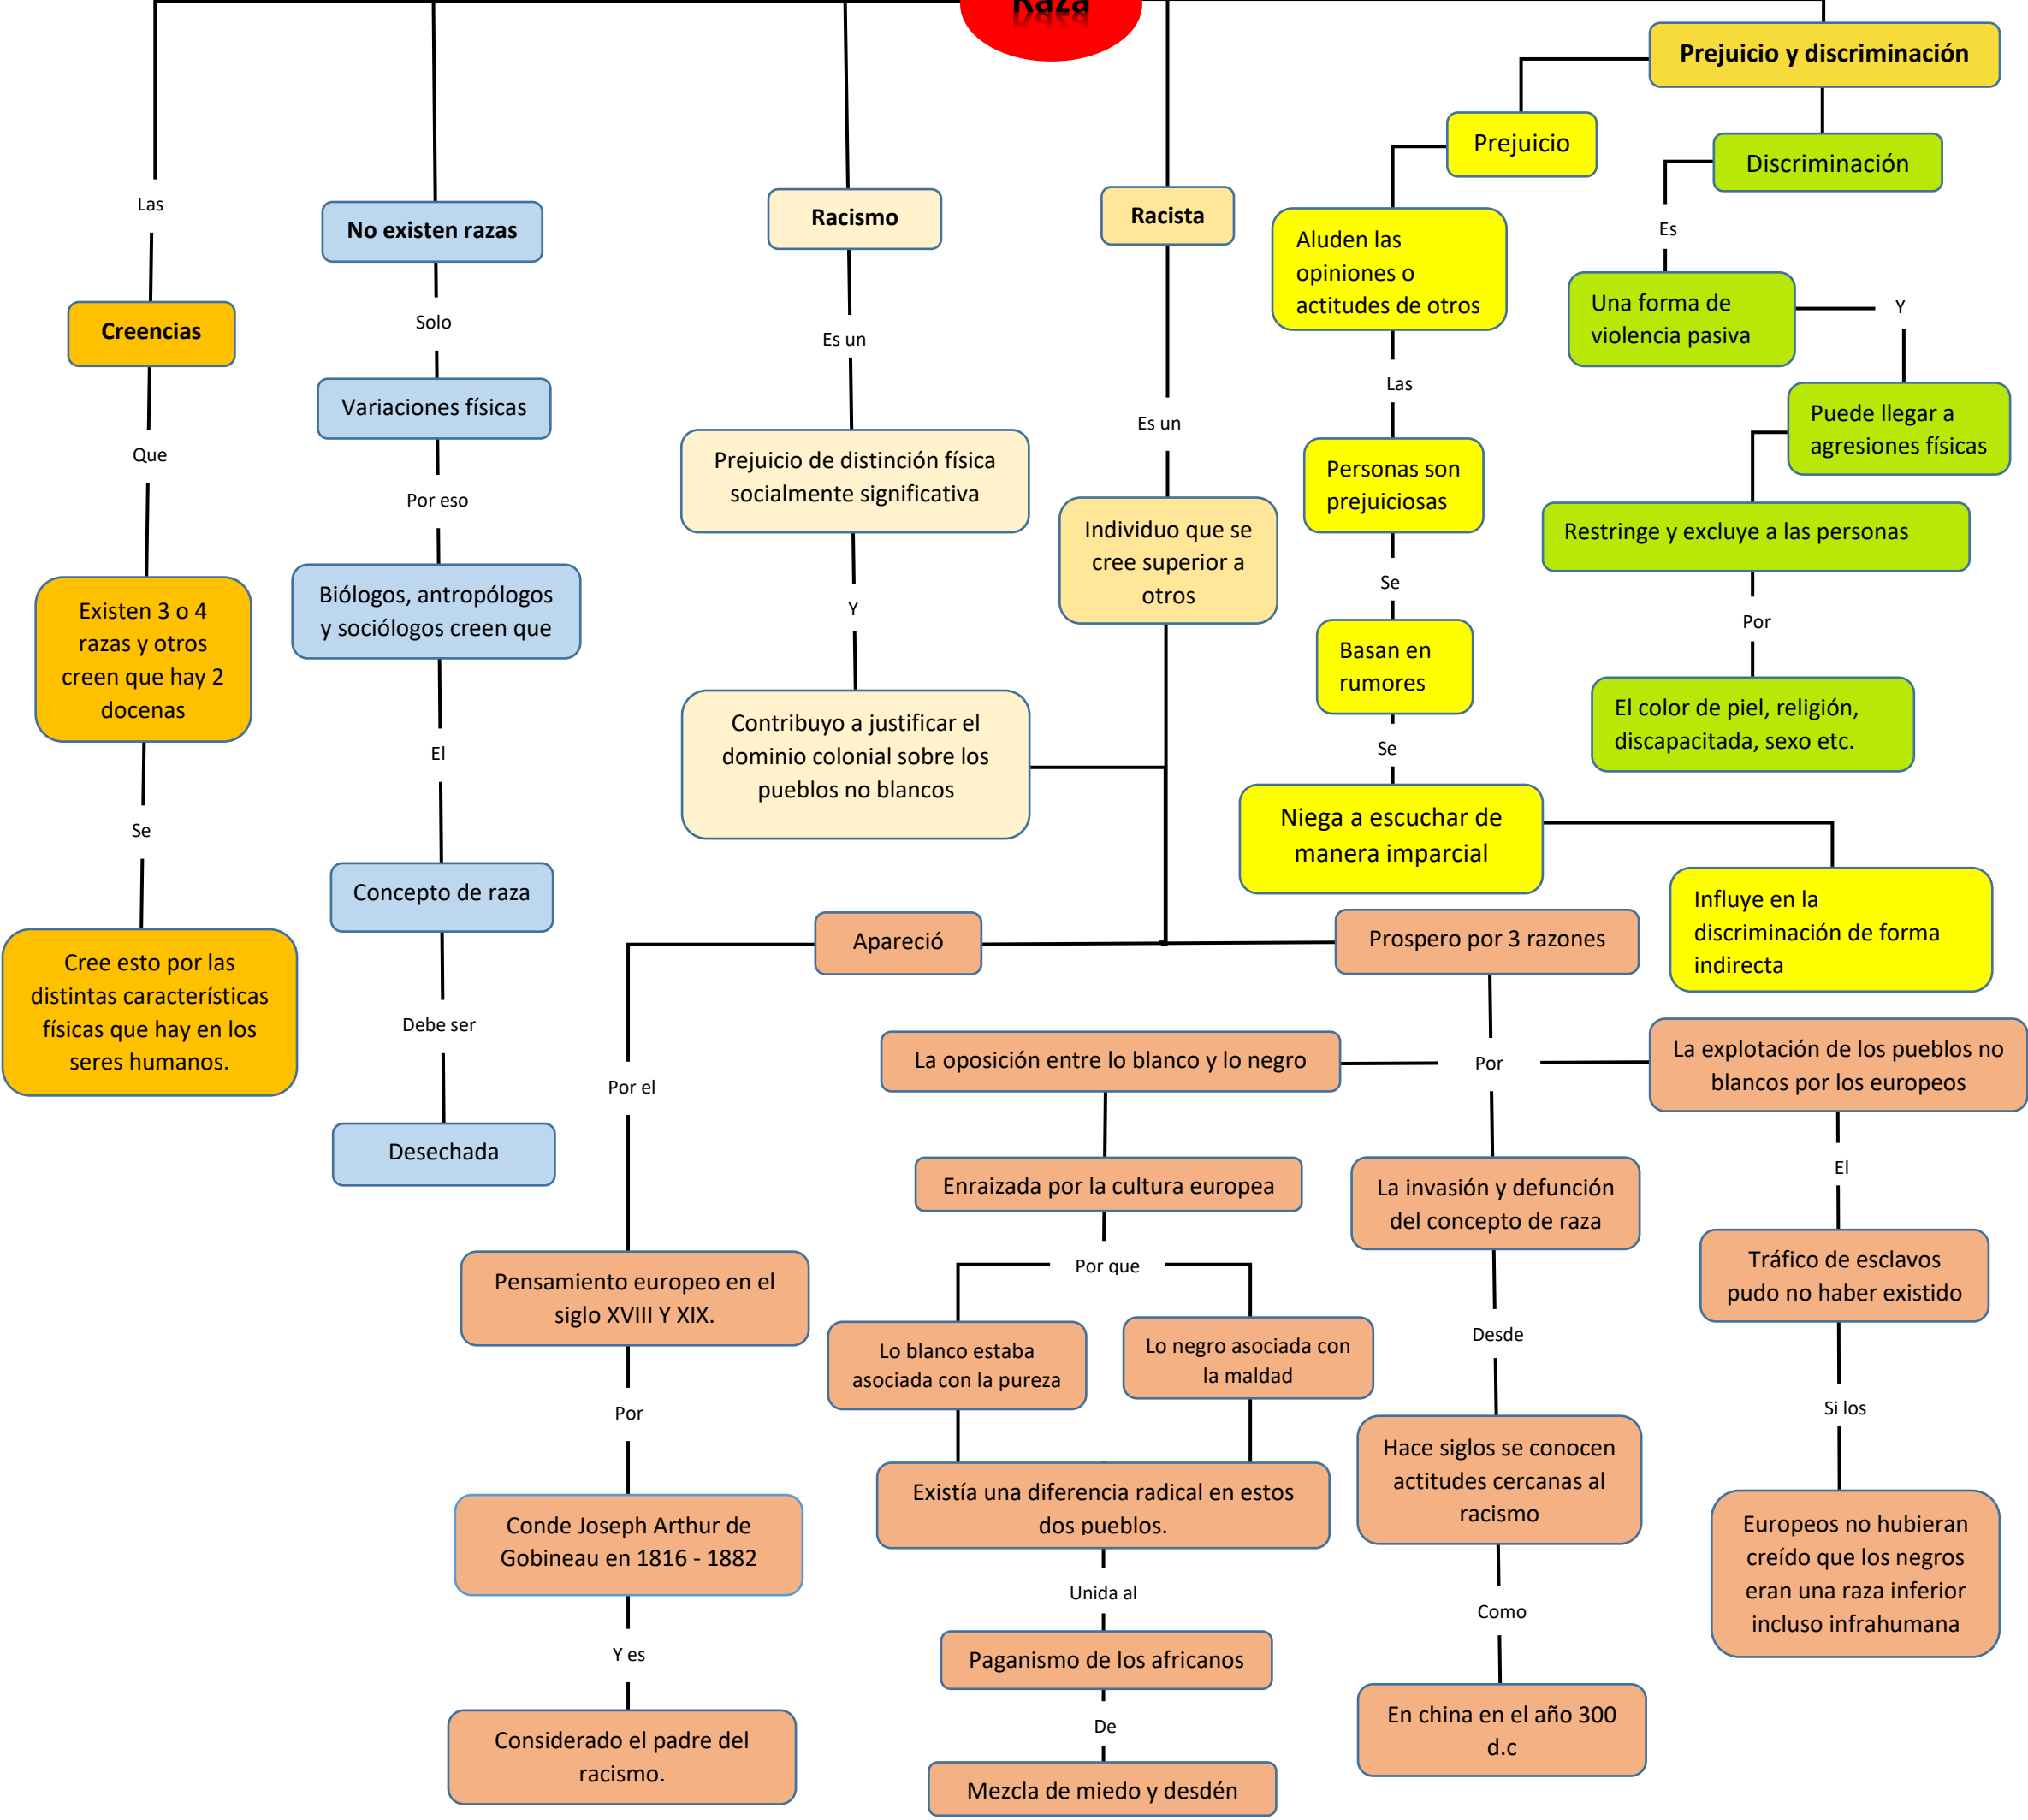 Raza
Prejuicio y discriminación
Prejuicio
Discriminación
Las
No existen razas
Racismo
Racista
Aluden las
opiniones o
actitudes de otros
Es
Una forma de
violencia pasiva
Y
Creencias
Solo
Es un
Las
Variaciones físicas
Es un
Puede llegar a
agresiones físicas
Que
Prejuicio de distinción física
socialmente significativa
Personas son
prejuiciosas
Por eso
Individuo que se
cree superior a
otros
Restringe y excluye a las personas
Se
Biólogos, antropólogos
y sociólogos creen que
Y
Por
Existen 3 o 4
razas y otros
creen que hay 2
docenas
Basan en
rumores
El color de piel, religión,
discapacitada, sexo etc.
El
Contribuyo a justificar el
dominio colonial sobre los
pueblos no blancos
Se
Se
Niega a escuchar de
manera imparcial
Concepto de raza
Influye en la
discriminación de forma
indirecta
Cree esto por las
distintas características
físicas que hay en los
seres humanos.
Apareció
Prospero por 3 razones
Debe ser
Por el
La oposición entre lo blanco y lo negro
Por
La explotación de los pueblos no
blancos por los europeos
Desechada
Enraizada por la cultura europea
La invasión y defunción
del concepto de raza
El
Por que
Pensamiento europeo en el
siglo XVIII Y XIX.
Tráfico de esclavos
pudo no haber existido
Lo blanco estaba
asociada con la pureza
Lo negro asociada con
la maldad
Desde
Por
Si los
Hace siglos se conocen
actitudes cercanas al
racismo
Existía una diferencia radical en estos
dos pueblos.
Conde Joseph Arthur de
Gobineau en 1816 - 1882
Europeos no hubieran
creído que los negros
eran una raza inferior
incluso infrahumana
Unida al
Como
Y es
Paganismo de los africanos
De
En china en el año 300
d.c
Considerado el padre del
racismo.
Mezcla de miedo y desdén